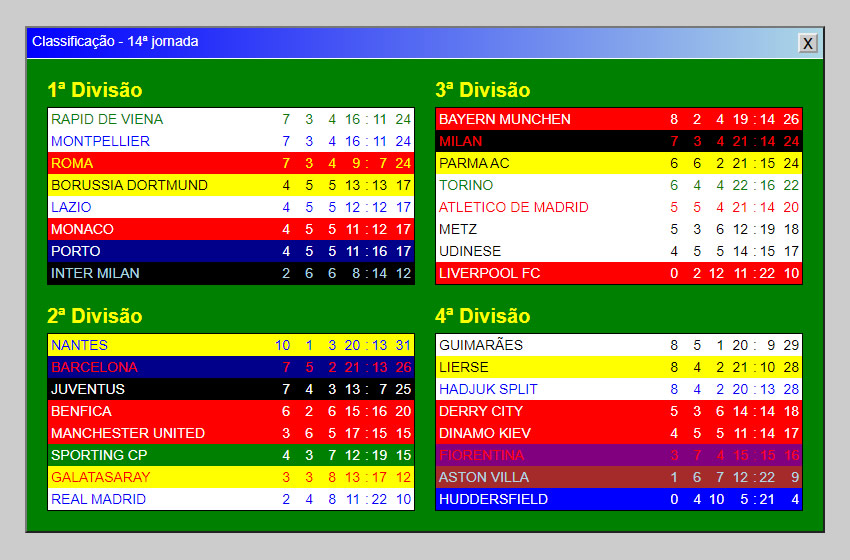 Classificação - 14ª jornada X
1ª Divisão
RAPID DE VIENA 7 3 4 16 : 11 24
MONTPELLIER 7 3 4 16 : 11 24
ROMA 7 3 4 9 : 7 24
BORUSSIA DORTMUND 4 5 5 13 : 13 17
LAZIO 4 5 5 12 : 12 17
MONACO 4 5 5 11 : 12 17
PORTO 4 5 5 11 : 16 17
INTER MILAN 2 6 6 8 : 14 12
2ª Divisão
NANTES 10 1 3 20 : 13 31
BARCELONA 7 5 2 21 : 13 26
JUVENTUS 7 4 3 13 : 7 25
BENFICA 6 2 6 15 : 16 20
MANCHESTER UNITED 3 6 5 17 : 15 15
SPORTING CP 4 3 7 12 : 19 15
GALATASARAY 3 3 8 13 : 17 12
REAL MADRID 2 4 8 11 : 22 10
3ª Divisão
BAYERN MUNCHEN 8 2 4 19 : 14 26
MILAN 7 3 4 21 : 14 24
PARMA AC 6 6 2 21 : 15 24
TORINO 6 4 4 22 : 16 22
ATLETICO DE MADRID 5 5 4 21 : 14 20
METZ 5 3 6 12 : 19 18
UDINESE 4 5 5 14 : 15 17
LIVERPOOL FC 0 2 12 11 : 22 10
4ª Divisão
GUIMARÃES 8 5 1 20 : 9 29
LIERSE 8 4 2 21 : 10 28
HADJUK SPLIT 8 4 2 20 : 13 28
DERRY CITY 5 3 6 14 : 14 18
DINAMO KIEV 4 5 5 11 : 14 17
FIORENTINA 3 7 4 15 : 15 16
ASTON VILLA 1 6 7 12 : 22 9
HUDDERSFIELD 0 4 10 5 : 21 4